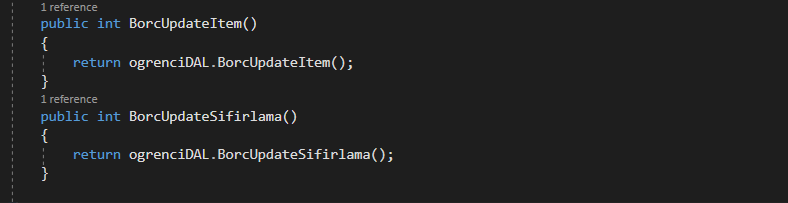 1 reference
public int BorcUpdateItem()
{
return ogrenciDAL.BorcUpdateItem();
}
1 reference
public int BorcUpdateSifirlama()
{
return ogrenciDAL.BorcUpdateSifirlama();
}